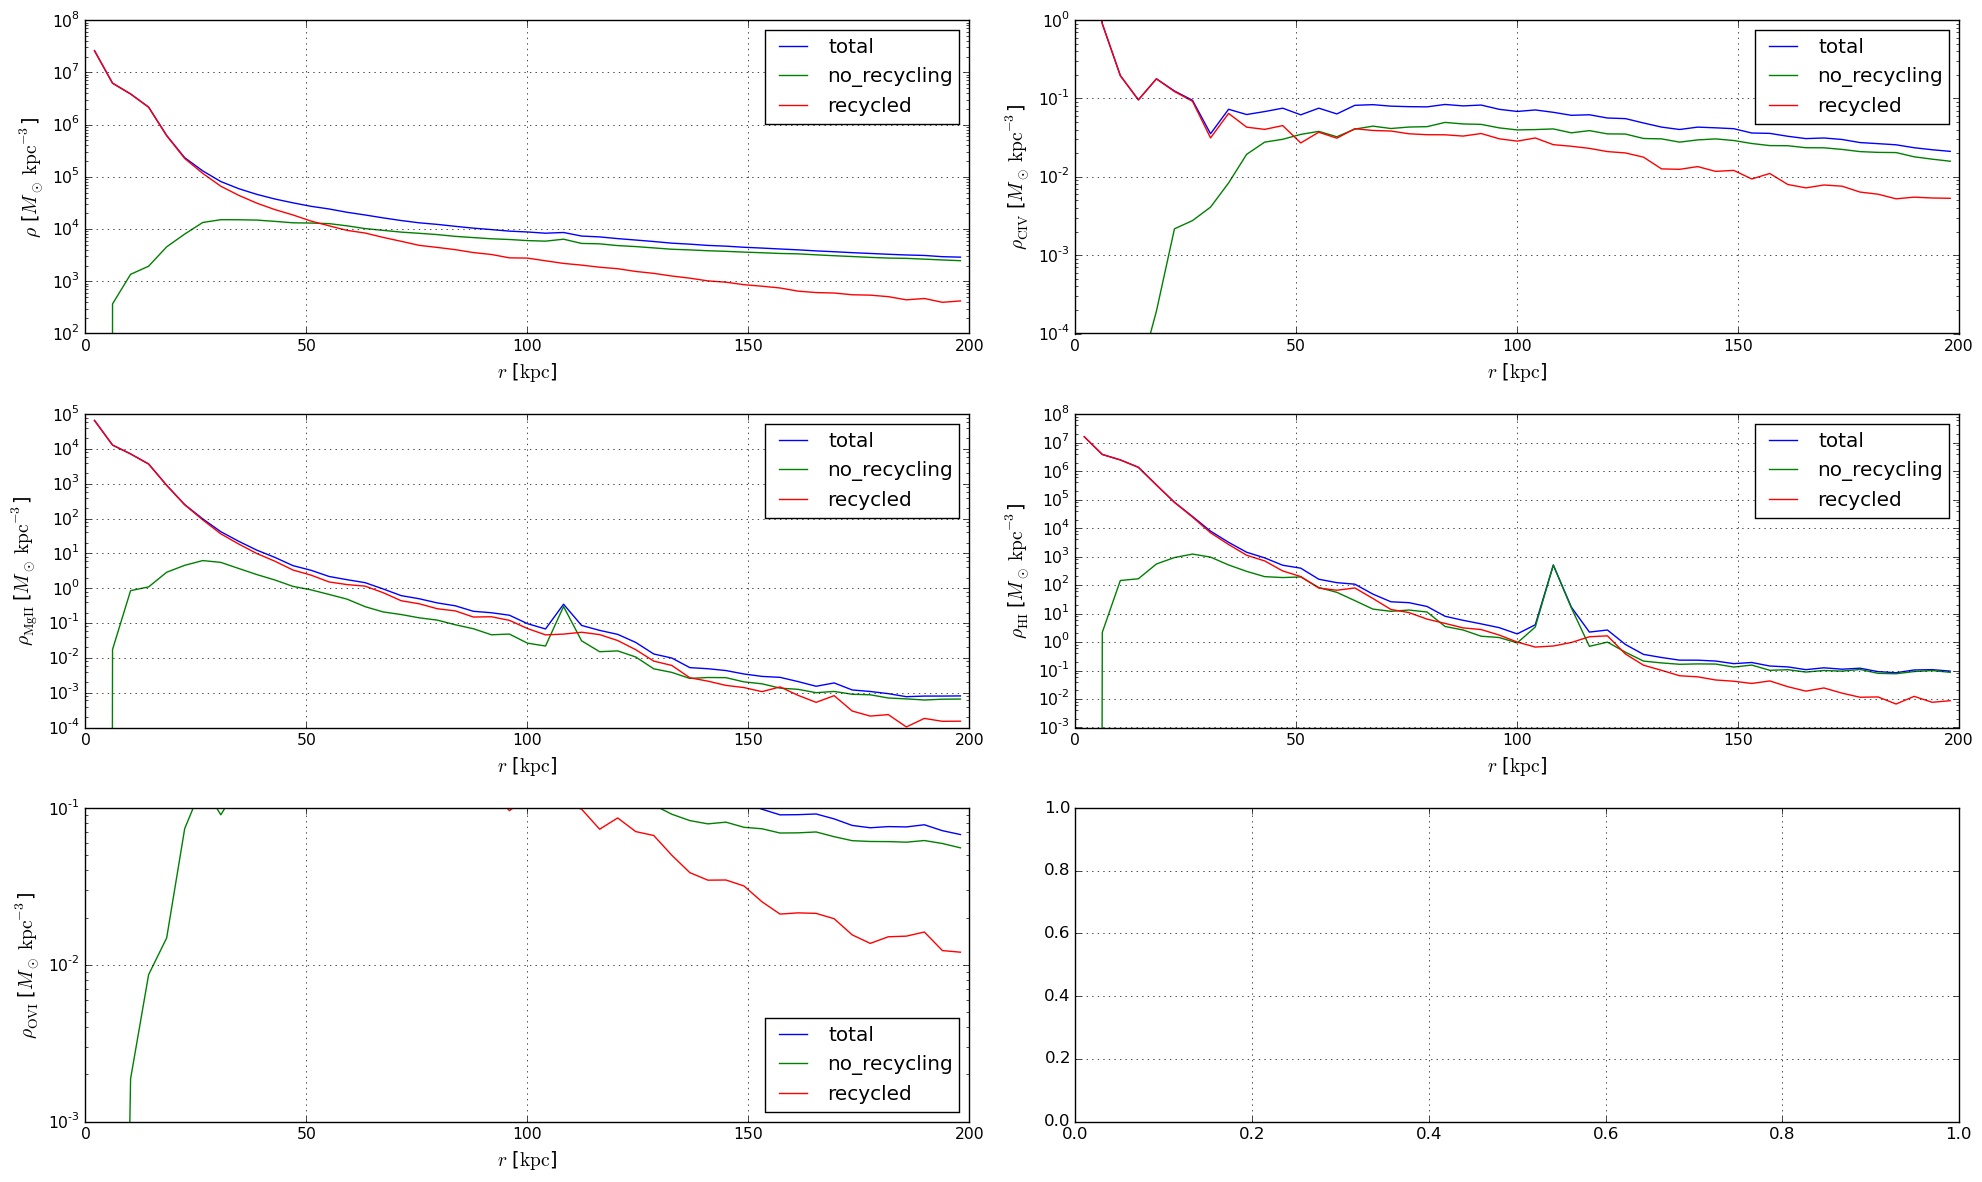 10^8
10^7
10^6
10^5
10^4
10^3
10^2
ρ [M⊙ kpc^−3]
total
no_recycling
recycled
0 50 100 150 200
r [kpc]
10^0
10^-1
10^-2
10^-3
10^-4
ρCIV [M⊙ kpc^−3]
total
no_recycling
recycled
0 50 100 150 200
r [kpc]
10^5
10^4
10^3
10^2
10^1
10^0
10^-1
10^-2
10^-3
10^-4
ρMgII [M⊙ kpc^−3]
total
no_recycling
recycled
0 50 100 150 200
r [kpc]
10^8
10^7
10^6
10^5
10^4
10^3
10^2
10^1
10^0
10^-1
10^-2
10^-3
ρHI [M⊙ kpc^−3]
total
no_recycling
recycled
0 50 100 150 200
r [kpc]
10^-1
10^-2
10^-3
ρOVI [M⊙ kpc^−3]
total
no_recycling
recycled
0 50 100 150 200
r [kpc]
1.0
0.8
0.6
0.4
0.2
0.0
0.0 0.2 0.4 0.6 0.8 1.0